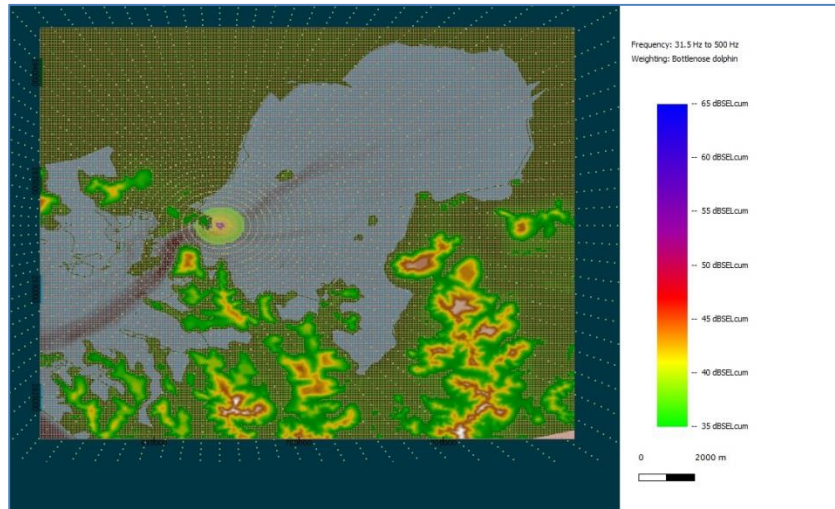 Frequency: 31.5 Hz to 500 Hz
Weighting: Bottlenose dolphin
-- 65 dBSELcum
-- 60 dBSELcum
-- 55 dBSELcum
-- 50 dBSELcum
-- 45 dBSELcum
-- 40 dBSELcum
35 dBSELcum
0 2000 m